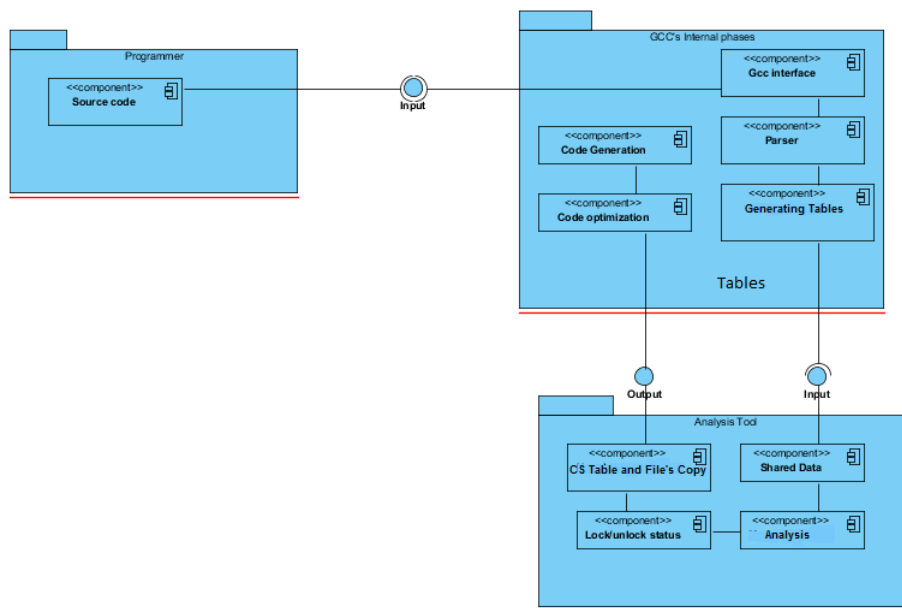 Programmer
<<component>>
Source code
Input
GCC's Internal phases
<<component>>
Gcc interface
<<component>>
Code Generation
<<component>>
Parser
<<component>>
Code optimization
<<component>>
Generating Tables
Tables
Output
Input
Analysis Tool
<<component>>
CS Table and File's Copy
<<component>>
Shared Data
<<component>>
Lock/unlock status
<<component>>
Analysis